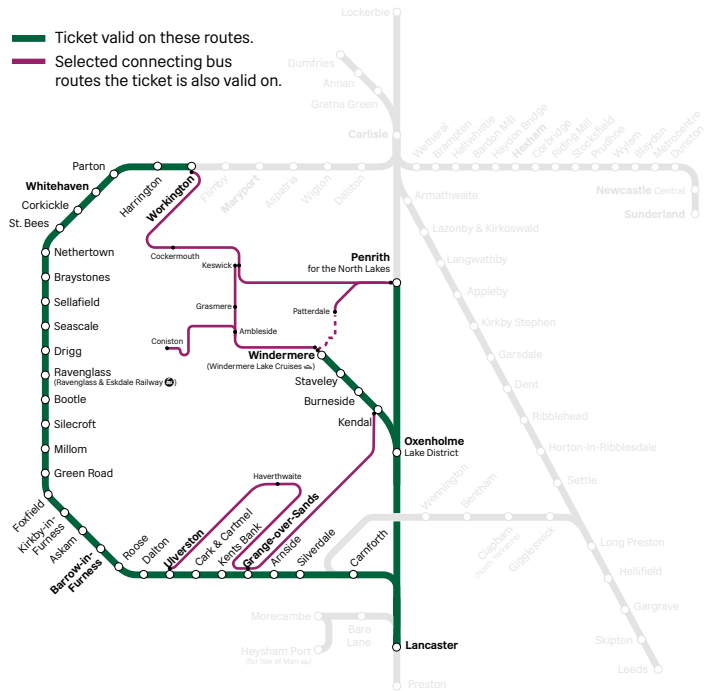 Ticket valid on these routes.
Selected connecting bus
routes the ticket is also valid on.
Lockerbie
Dumfries
Annan
Gretna Green
Carlisle
Wetheral
Brampton
Haltwhistle
Bardon Mill
Haydon Bridge
Hexham
Corbridge
Riding Mill
Stocksfield
Prudhoe
Wylam
Blaydon
Metrocentre
Dunston
Newcastle Central
Sunderland
Parton
Harrington
Workington
Flimby
Maryport
Aspatria
Wigton
Dalston
Whitehaven
Corkickle
St. Bees
Nethertown
Braystones
Sellafield
Seascale
Drigg
Ravenglass
(Ravenglass & Eskdale Railway)
Bootle
Silecroft
Millom
Green Road
Foxfield
Kirkby-in-
Furness
Askam
Barrow-in-
Furness
Roose
Dalton
Ulverston
Cark & Cartmel
Kents Bank
Grange-over-Sands
Arnside
Silverdale
Carnforth
Haverthwaite
Cockermouth
Keswick
Grasmere
Ambleside
Coniston
Patterdale
Penrith
for the North Lakes
Windermere
(Windermere Lake Cruises)
Staveley
Burneside
Kendal
Oxenholme
Lake District
Lancaster
Morecambe
Bare
Lane
Heysham Port
(for Isle of Man)
Preston
Armathwaite
Lazonby & Kirkoswald
Langwathby
Appleby
Kirkby Stephen
Garsdale
Dent
Ribblehead
Horton-in-Ribblesdale
Settle
Wennington
Bentham
Clapham
(North Yorkshire)
Giggleswick
Long Preston
Hellifield
Gargrave
Skipton
Leeds